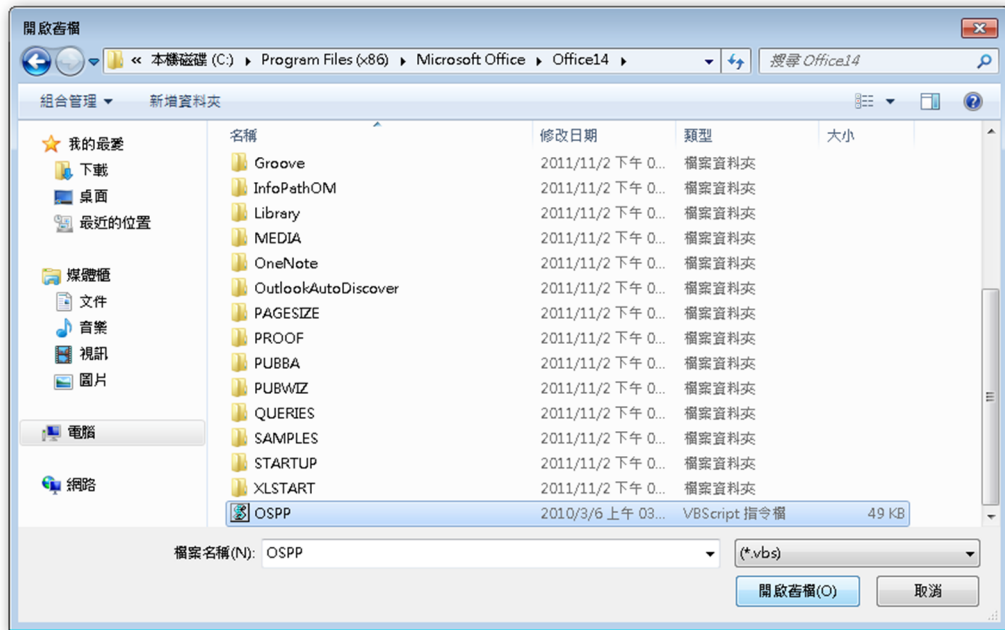 開啟舊檔
« 本機磁碟 (C:) ▸ Program Files (x86) ▸ Microsoft Office ▸ Office14 ▸
搜尋 Office14
組合管理 ▼ 新增資料夾
我的最愛
下載
桌面
最近的位置
媒體櫃
文件
音樂
視訊
圖片
電腦
網路
名稱 修改日期 類型 大小
Groove 2011/11/2 下午 0... 檔案資料夾
InfoPathOM 2011/11/2 下午 0... 檔案資料夾
Library 2011/11/2 下午 0... 檔案資料夾
MEDIA 2011/11/2 下午 0... 檔案資料夾
OneNote 2011/11/2 下午 0... 檔案資料夾
OutlookAutoDiscover 2011/11/2 下午 0... 檔案資料夾
PAGESIZE 2011/11/2 下午 0... 檔案資料夾
PROOF 2011/11/2 下午 0... 檔案資料夾
PUBBA 2011/11/2 下午 0... 檔案資料夾
PUBWIZ 2011/11/2 下午 0... 檔案資料夾
QUERIES 2011/11/2 下午 0... 檔案資料夾
SAMPLES 2011/11/2 下午 0... 檔案資料夾
STARTUP 2011/11/2 下午 0... 檔案資料夾
XLSTART 2011/11/2 下午 0... 檔案資料夾
OSPP 2010/3/6 上午 03... VBScript 指令檔 49 KB
檔案名稱(N): OSPP (*.vbs)
開啟舊檔(O) 取消